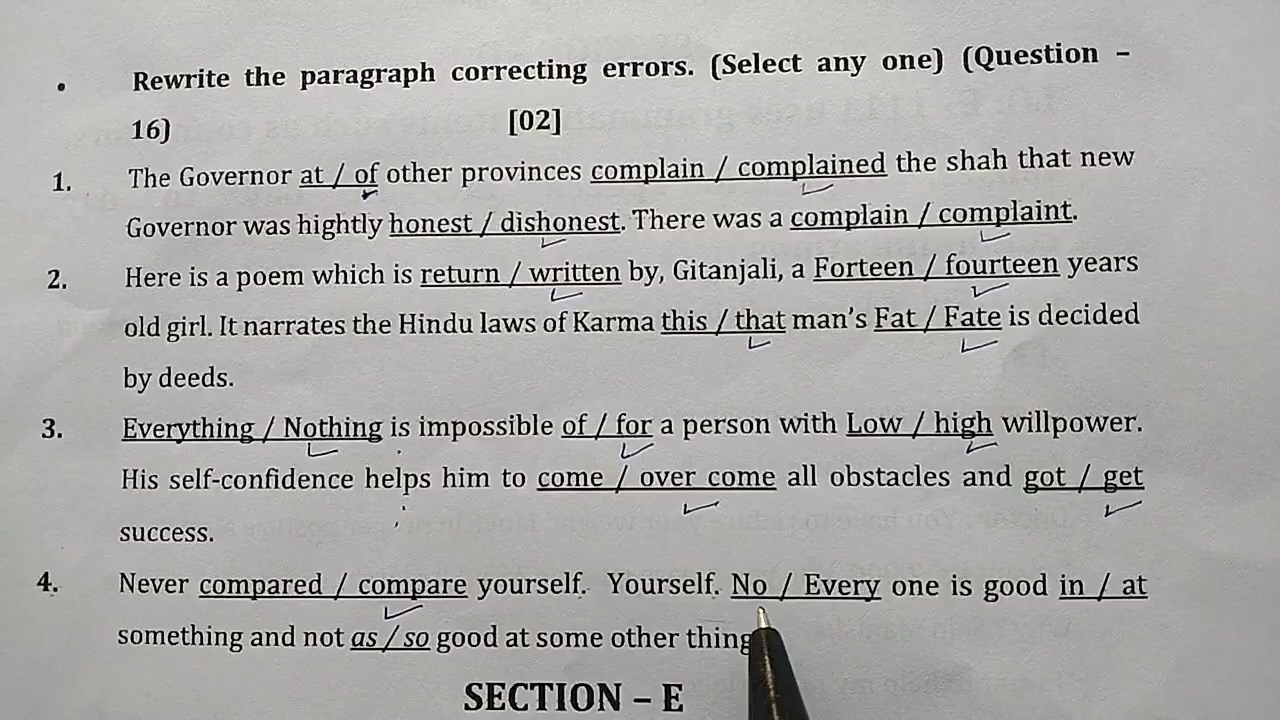 . Rewrite the paragraph correcting errors. (Select any one) (Question –
16) [02]
1. The Governor at / of other provinces complain / complained the shah that new
Governor was hightly honest / dishonest. There was a complain / complaint.
2. Here is a poem which is return / written by, Gitanjali, a Forteen / fourteen years
old girl. It narrates the Hindu laws of Karma this / that man's Fat / Fate is decided
by deeds.
3. Everything / Nothing is impossible of / for a person with Low / high willpower.
His self-confidence helps him to come / over come all obstacles and got / get
success.
4. Never compared / compare yourself. Yourself. No / Every one is good in / at
something and not as / so good at some other thing
SECTION – E